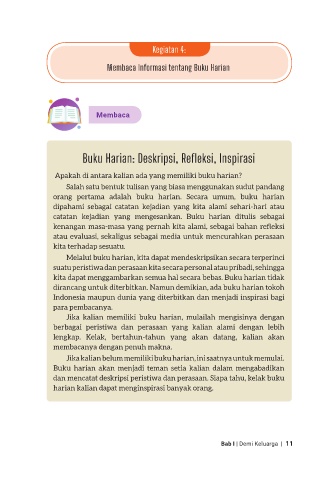 Kegiatan 4:
Membaca Informasi tentang Buku Harian
Membaca
Buku Harian: Deskripsi, Refleksi, Inspirasi
Apakah di antara kalian ada yang memiliki buku harian?
Salah satu bentuk tulisan yang biasa menggunakan sudut pandang
orang pertama adalah buku harian. Secara umum, buku harian
dipahami sebagai catatan kejadian yang kita alami sehari-hari atau
catatan kejadian yang mengesankan. Buku harian ditulis sebagai
kenangan masa-masa yang pernah kita alami, sebagai bahan refleksi
atau evaluasi, sekaligus sebagai media untuk mencurahkan perasaan
kita terhadap sesuatu.
Melalui buku harian, kita dapat mendeskripsikan secara terperinci
suatu peristiwa dan perasaan kita secara personal atau pribadi, sehingga
kita dapat menggambarkan semua hal secara bebas. Buku harian tidak
dirancang untuk diterbitkan. Namun demikian, ada buku harian tokoh
Indonesia maupun dunia yang diterbitkan dan menjadi inspirasi bagi
para pembacanya.
Jika kalian memiliki buku harian, mulailah mengisinya dengan
berbagai peristiwa dan perasaan yang kalian alami dengan lebih
lengkap. Kelak, bertahun-tahun yang akan datang, kalian akan
membacanya dengan penuh makna.
Jika kalian belum memiliki buku harian, ini saatnya untuk memulai.
Buku harian akan menjadi teman setia kalian dalam mengabadikan
dan mencatat deskripsi peristiwa dan perasaan. Siapa tahu, kelak buku
harian kalian dapat menginspirasi banyak orang.
Bab I | Demi Keluarga | 11